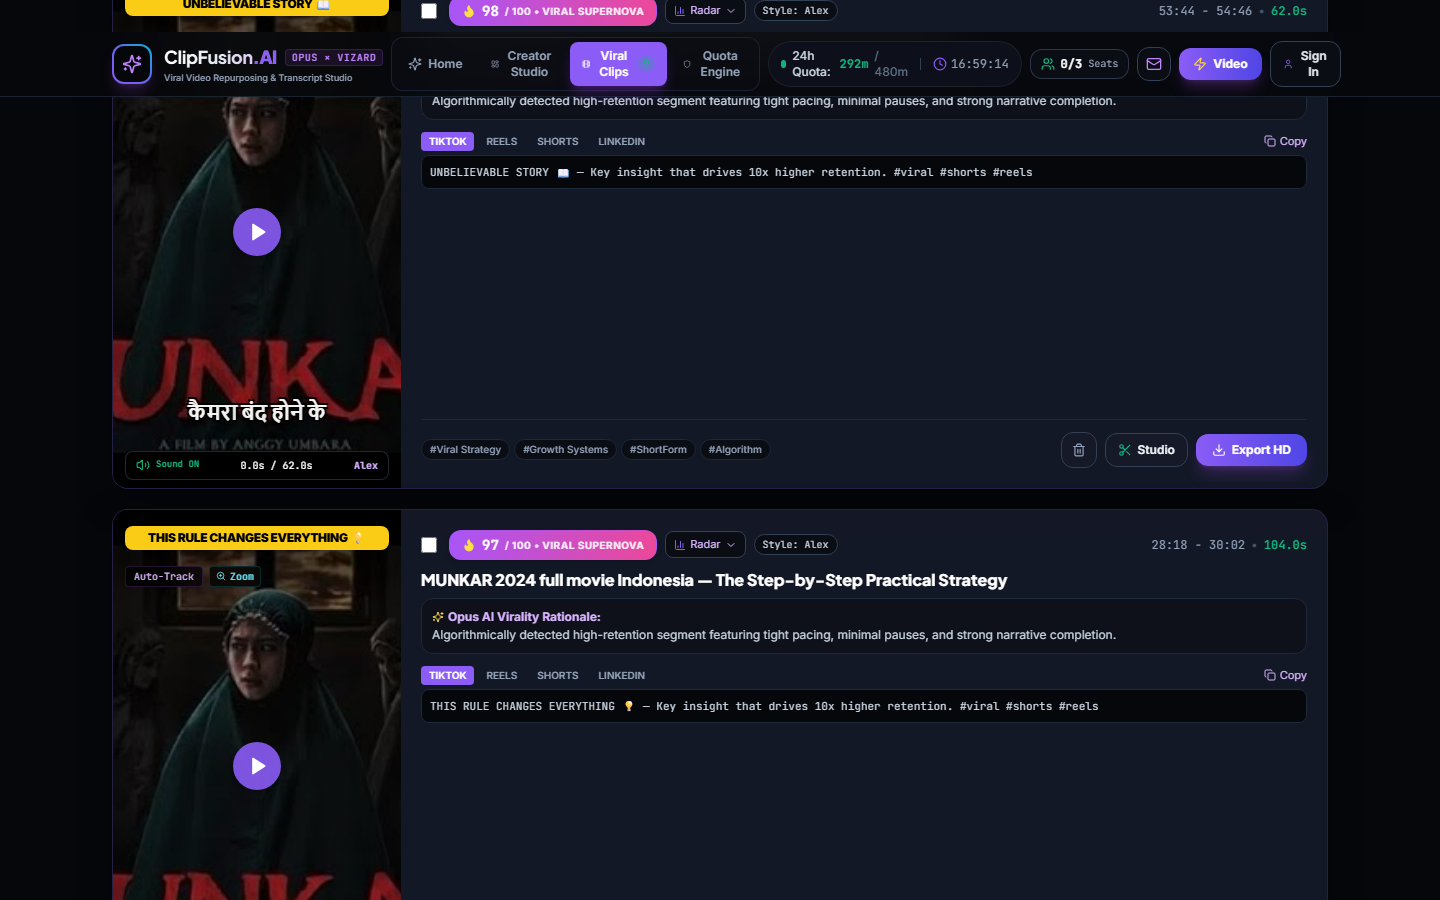 UNBELIEVABLE STORY 📖
98 / 100 • VIRAL SUPERNOVA
Radar
Style: Alex
53:44 - 54:46 • 62.0s
ClipFusion.AI
OPUS × VIZARD
Viral Video Repurposing & Transcript Studio
Home
Creator Studio
Viral Clips
Quota Engine
24h Quota: 292m / 480m
16:59:14
0/3 Seats
Video
Sign In
Algorithmically detected high-retention segment featuring tight pacing, minimal pauses, and strong narrative completion.
TIKTOK
REELS
SHORTS
LINKEDIN
Copy
UNBELIEVABLE STORY 📖 — Key insight that drives 10x higher retention. #viral #shorts #reels
UNKA
कैमरा बंद होने के
A FILM BY ANGGY UMBARA
Sound ON
0.0s / 62.0s
Alex
#Viral Strategy
#Growth Systems
#ShortForm
#Algorithm
Studio
Export HD
THIS RULE CHANGES EVERYTHING 💡
Auto-Track
Zoom
97 / 100 • VIRAL SUPERNOVA
Radar
Style: Alex
28:18 - 30:02 • 104.0s
MUNKAR 2024 full movie Indonesia — The Step-by-Step Practical Strategy
Opus AI Virality Rationale:
Algorithmically detected high-retention segment featuring tight pacing, minimal pauses, and strong narrative completion.
TIKTOK
REELS
SHORTS
LINKEDIN
Copy
THIS RULE CHANGES EVERYTHING 💡 — Key insight that drives 10x higher retention. #viral #shorts #reels